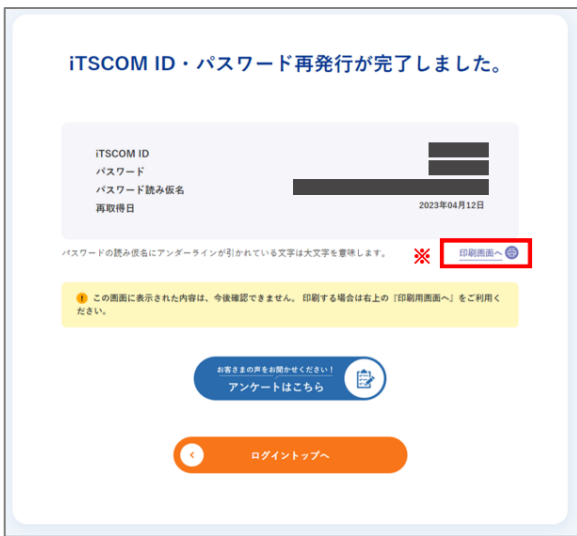 iTSCOM ID・パスワード再発行が完了しました。
iTSCOM ID
パスワード
パスワード読み仮名
再取得日 2023年04月12日
パスワードの読み仮名にアンダーラインが引かれている文字は大文字を意味します。
※ 印刷画面へ
! この画面に表示された内容は、今後確認できません。 印刷する場合は右上の『印刷用画面へ』をご利用く
ださい。
お客さまの声をお聞かせください!
アンケートはこちら
ログイントップへ